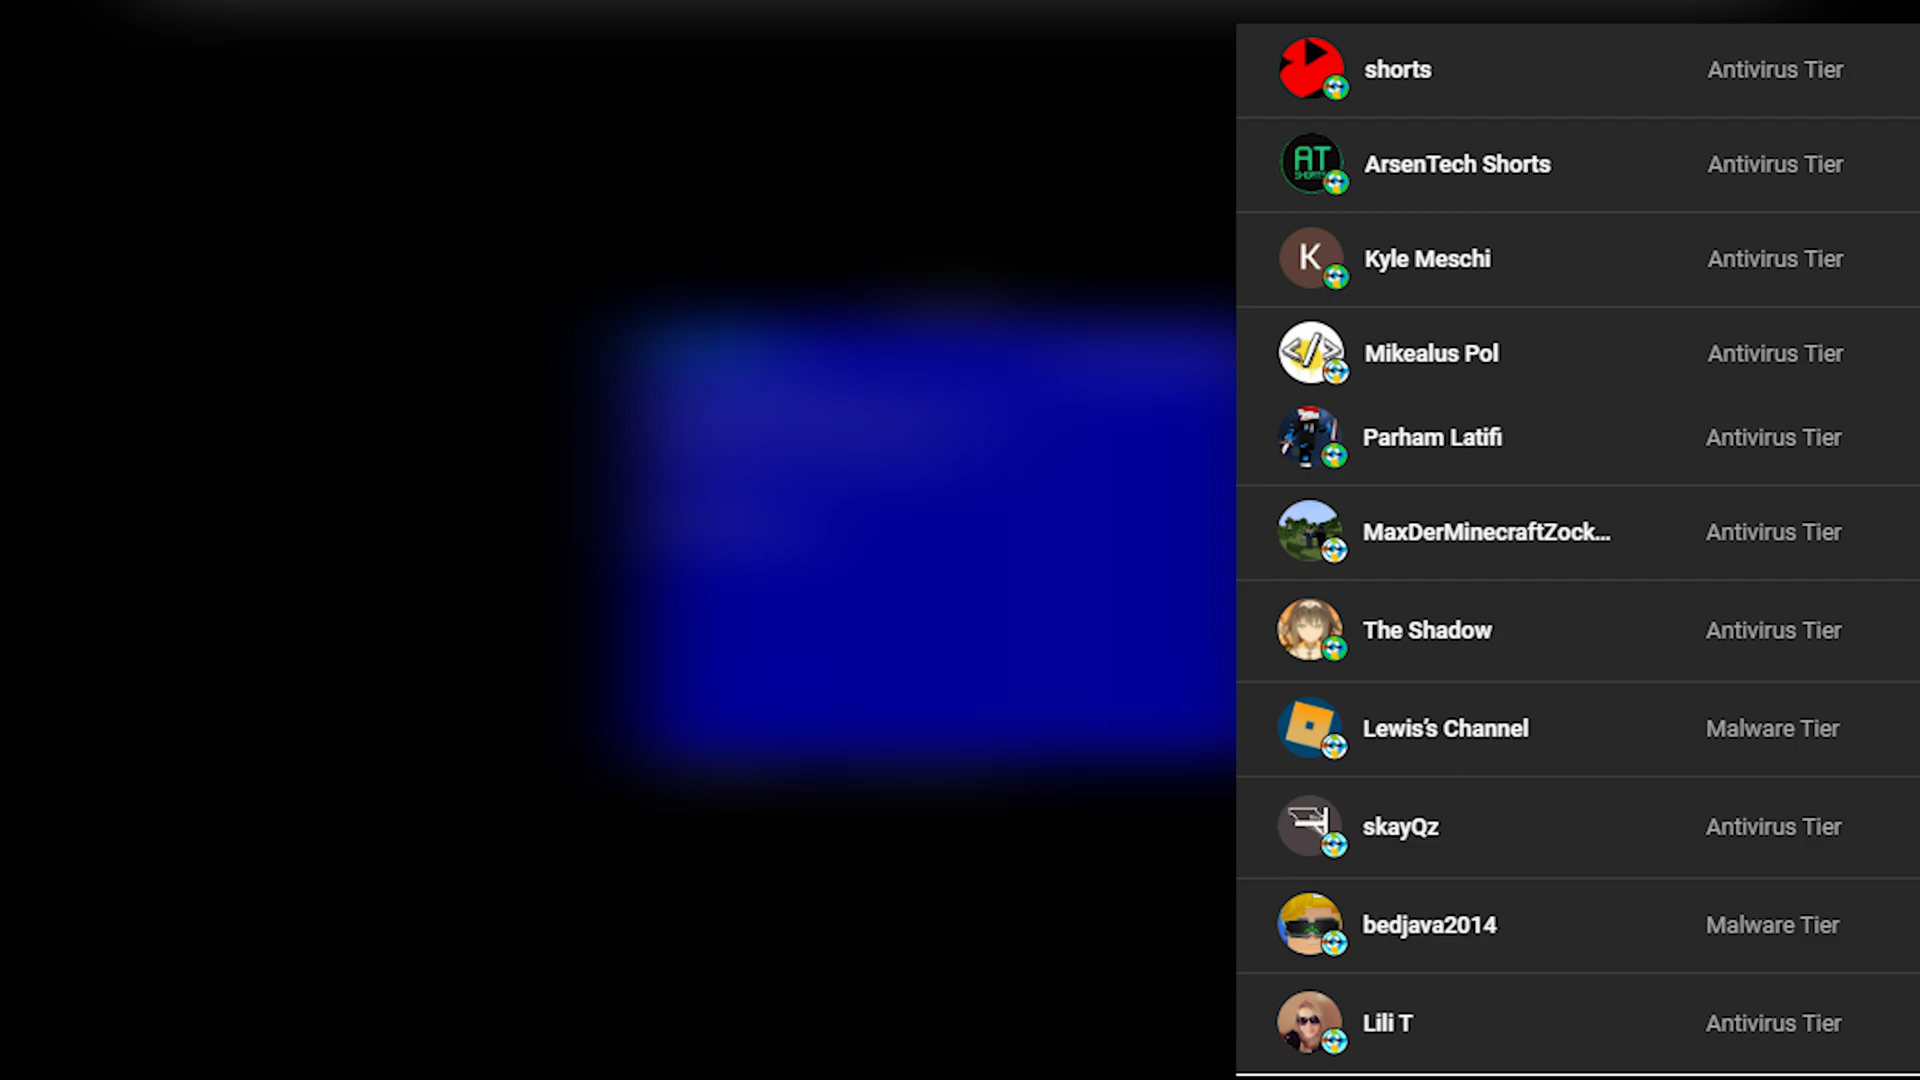 shorts Antivirus Tier
AT
SHORTS
ArsenTech Shorts Antivirus Tier
K
Kyle Meschi Antivirus Tier
</>
Mikealus Pol Antivirus Tier
Parham Latifi Antivirus Tier
MaxDerMinecraftZock... Antivirus Tier
The Shadow Antivirus Tier
Lewis's Channel Malware Tier
skayQz Antivirus Tier
bedjava2014 Malware Tier
Lili T Antivirus Tier